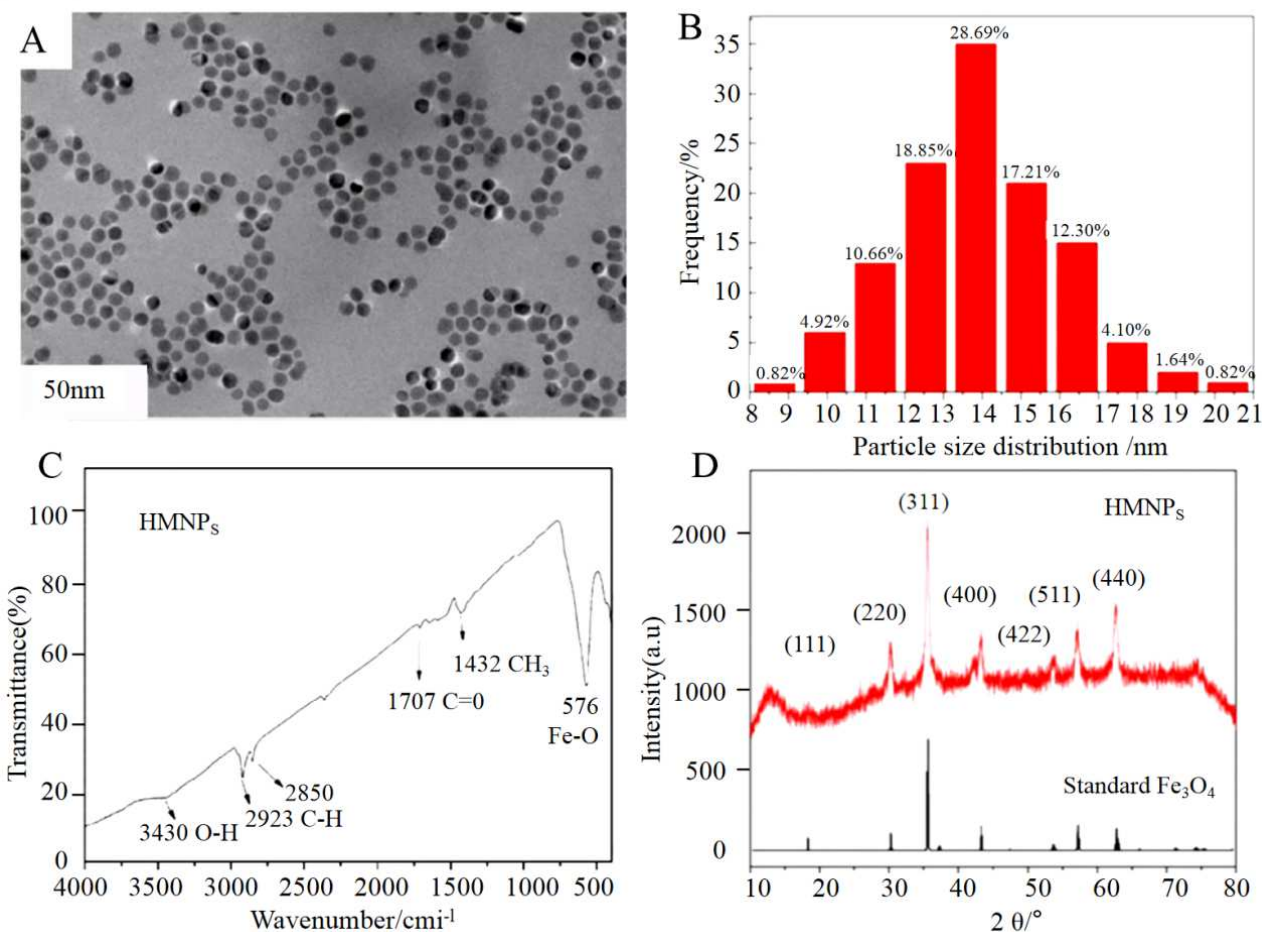 A
50nm
B
Frequency/%
35
30
25
20
15
10
5
0
0.82%
4.92%
10.66%
18.85%
28.69%
17.21%
12.30%
4.10%
1.64%
0.82%
8 9 10 11 12 13 14 15 16 17 18 19 20 21
Particle size distribution /nm
C
HMNPS
Transmittance(%)
100
80
60
40
20
0
3430 O-H
2923 C-H
2850
1707 C=0
1432 CH3
576
Fe-O
4000 3500 3000 2500 2000 1500 1000 500
Wavenumber/cmi-1
D
HMNPS
Intensity(a.u)
2000
1500
1000
500
0
(111)
(220)
(311)
(400)
(422)
(511)
(440)
Standard Fe3O4
10 20 30 40 50 60 70 80
2 θ/°